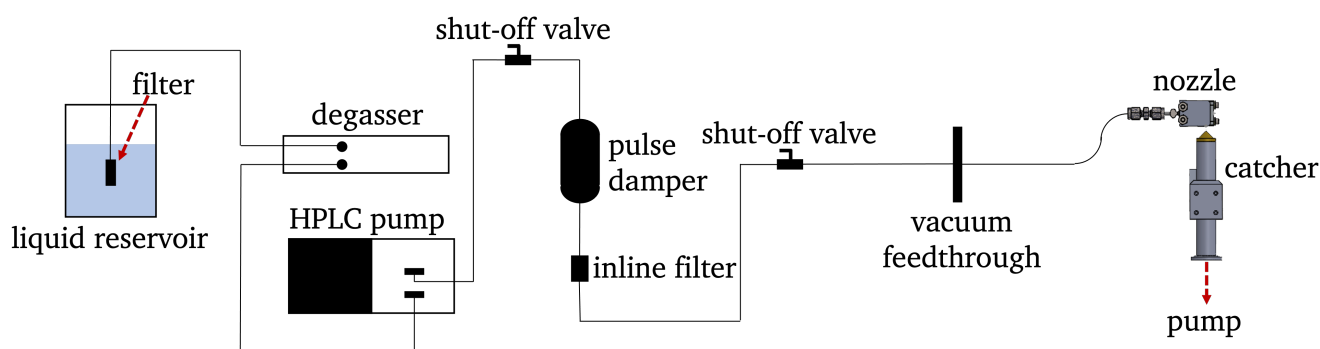 shut-off valve
filter
degasser
liquid reservoir
HPLC pump
pulse
damper
inline filter
shut-off valve
vacuum
feedthrough
nozzle
catcher
pump